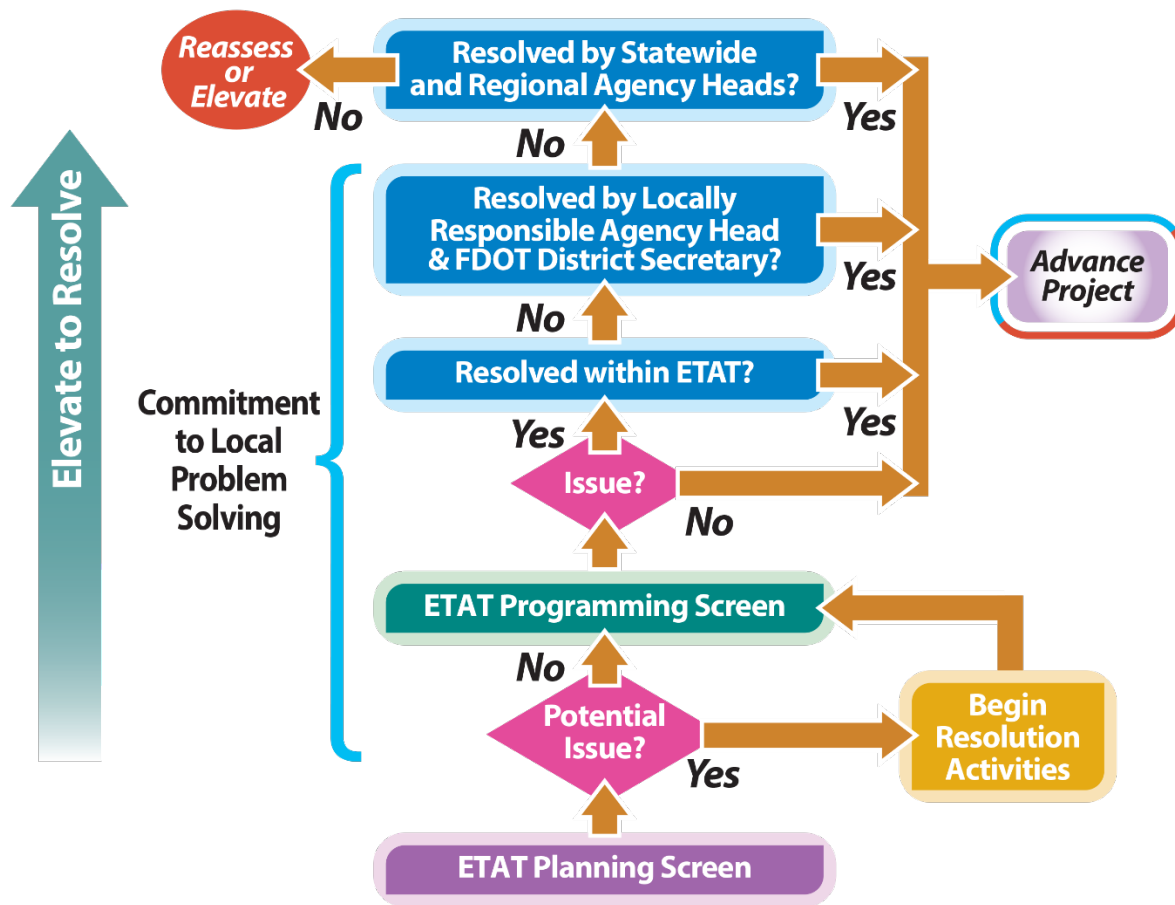 Reassess
or
Elevate
No
Resolved by Statewide
and Regional Agency Heads?
Yes
No
Resolved by Locally
Responsible Agency Head
& FDOT District Secretary?
Yes
No
Resolved within ETAT?
Yes
Yes
Issue?
No
Advance
Project
Elevate to Resolve
Commitment
to Local
Problem
Solving
ETAT Programming Screen
No
Potential
Issue?
Yes
Begin
Resolution
Activities
ETAT Planning Screen